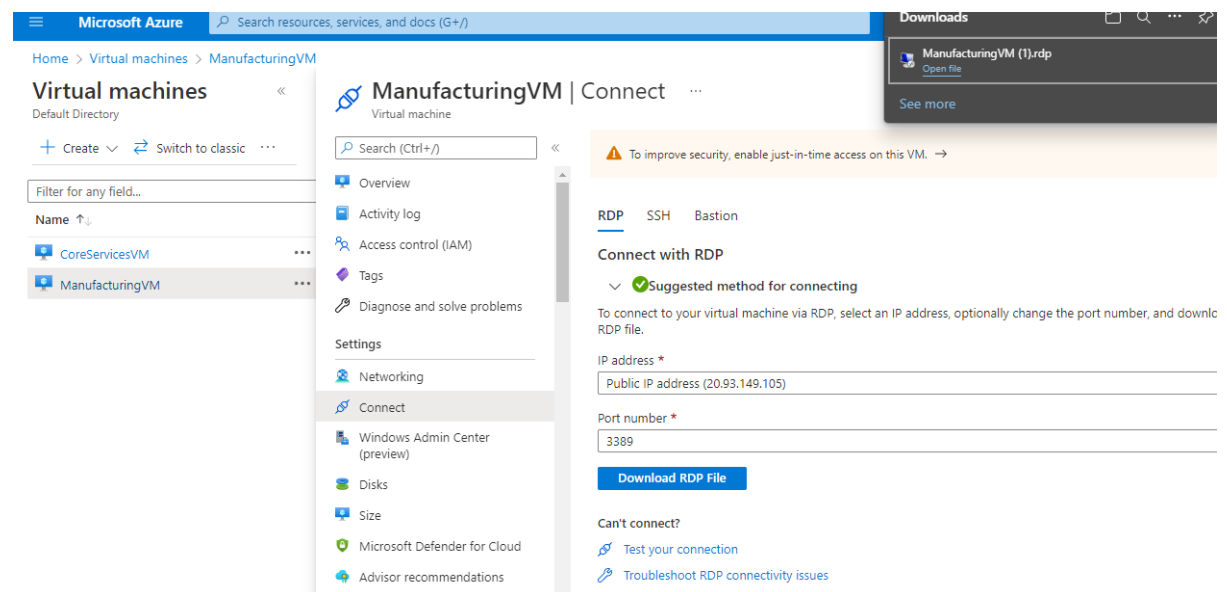 Microsoft Azure
Search resources, services, and docs (G+/)
Downloads
ManufacturingVM (1).rdp
Open file
See more
Home > Virtual machines > ManufacturingVM
Virtual machines
Default Directory
Create
Switch to classic
Filter for any field...
Name
CoreServicesVM
ManufacturingVM
ManufacturingVM | Connect
Virtual machine
Search (Ctrl+/)
Overview
Activity log
Access control (IAM)
Tags
Diagnose and solve problems
Settings
Networking
Connect
Windows Admin Center
(preview)
Disks
Size
Microsoft Defender for Cloud
Advisor recommendations
To improve security, enable just-in-time access on this VM. →
RDP SSH Bastion
Connect with RDP
Suggested method for connecting
To connect to your virtual machine via RDP, select an IP address, optionally change the port number, and downlo
RDP file.
IP address *
Public IP address (20.93.149.105)
Port number *
3389
Download RDP File
Can't connect?
Test your connection
Troubleshoot RDP connectivity issues